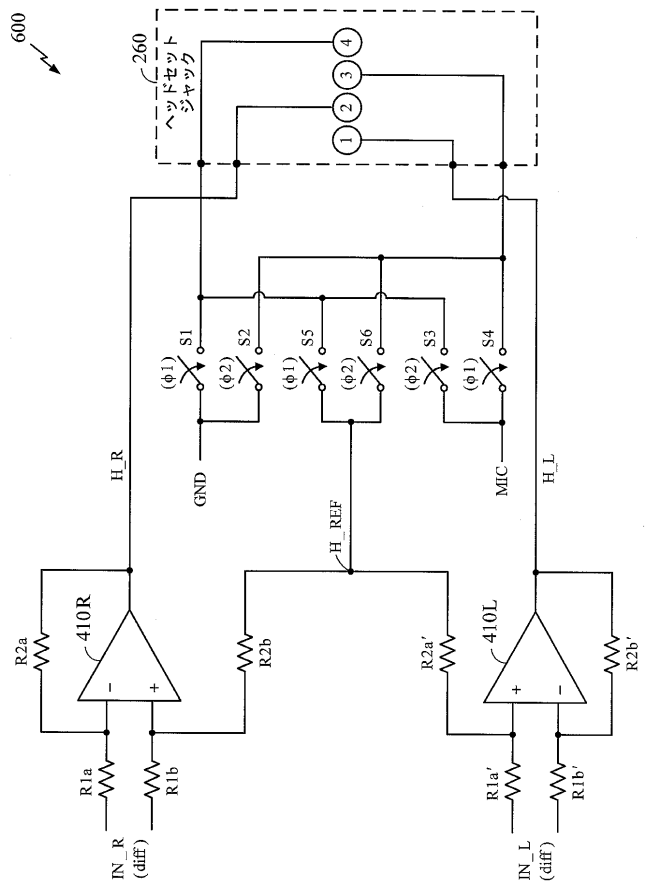 600
260
ヘッドセット
ジャック
1
2
3
4
S1
S2
S5
S6
S3
S4
(ϕ1)
(ϕ2)
(ϕ1)
(ϕ2)
(ϕ2)
(ϕ1)
GND
MIC
H_R
H_L
H_REF
R2a
410R
R2b
R2a′
410L
R2b′
−
+
+
−
R1a
R1b
R1a′
R1b′
IN_R
(diff)
IN_L
(diff)